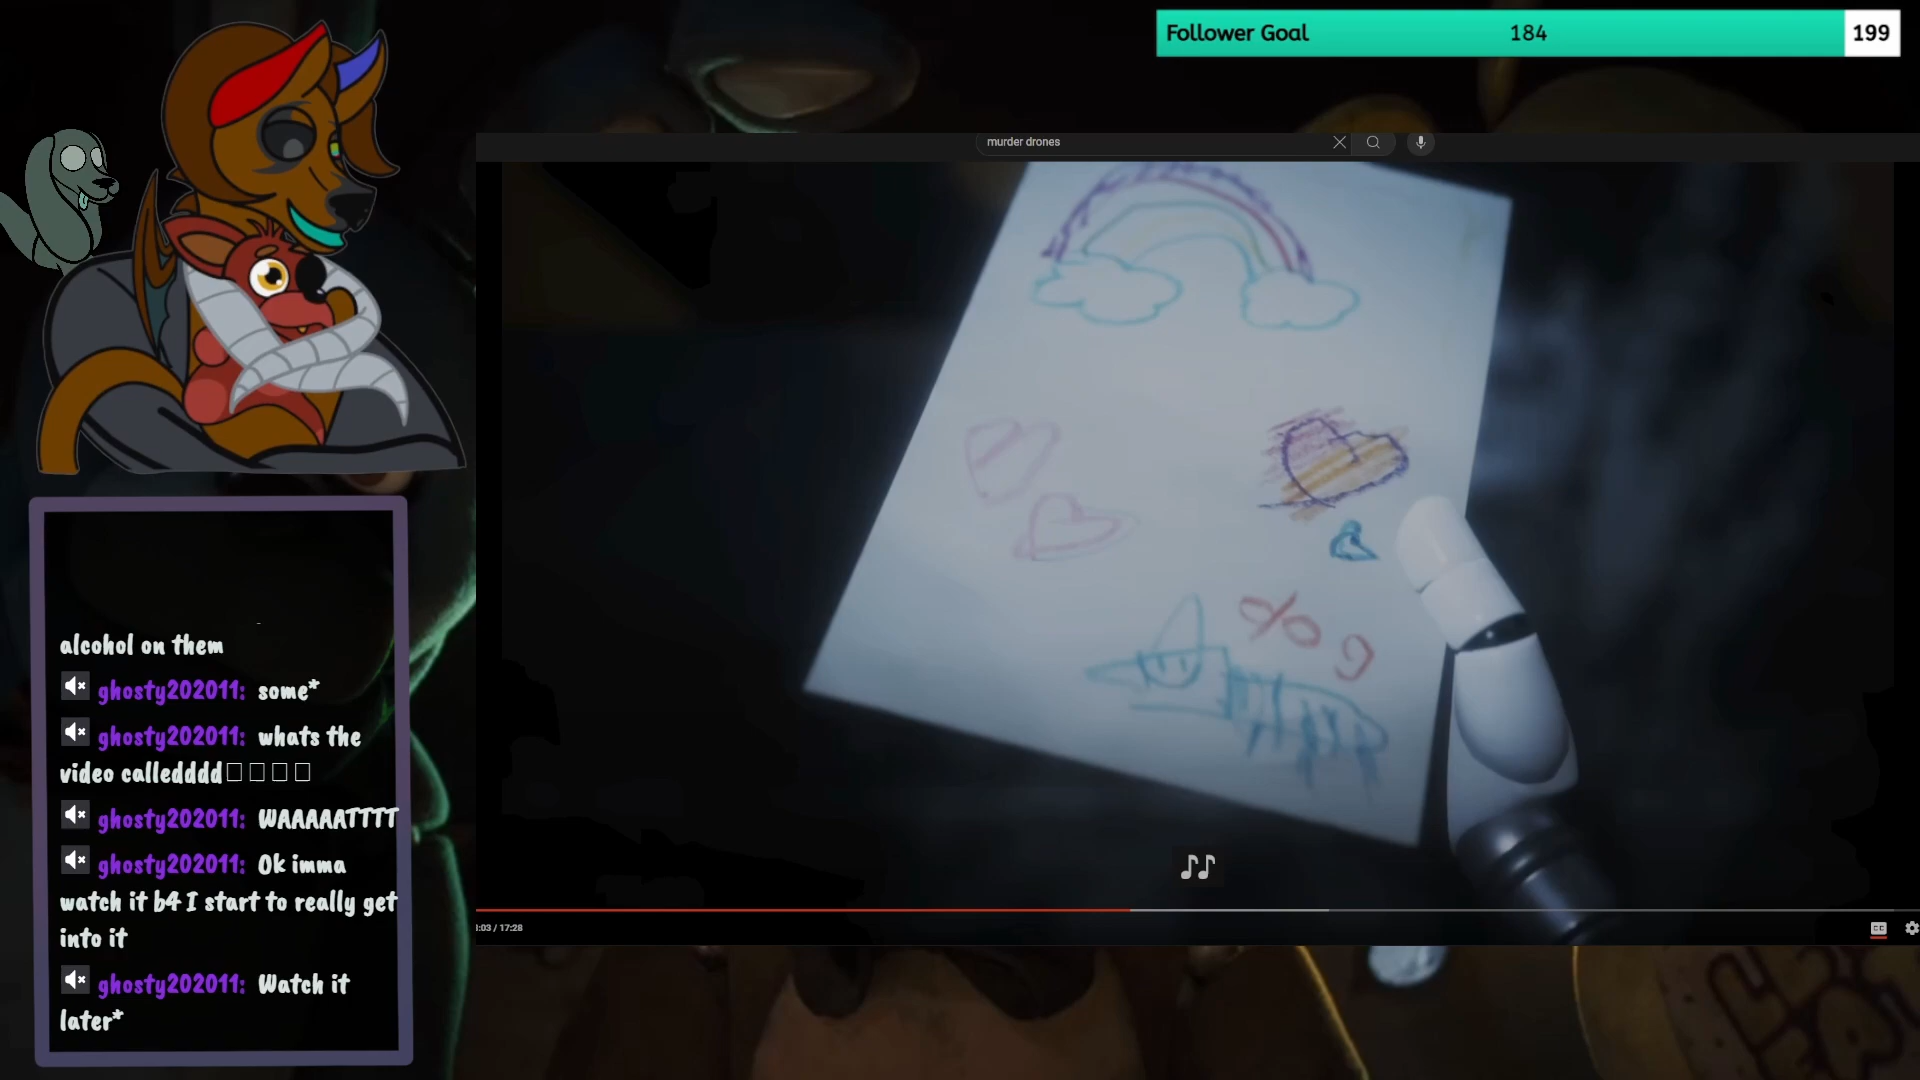 Follower Goal 184 199
murder drones
alcohol on them
ghosty202011: some*
ghosty202011: whats the
video calledddd
ghosty202011: WAAAAATTTT
ghosty202011: Ok imma
watch it b4 I start to really get
into it
ghosty202011: Watch it
later*
:03 / 17:28
CC